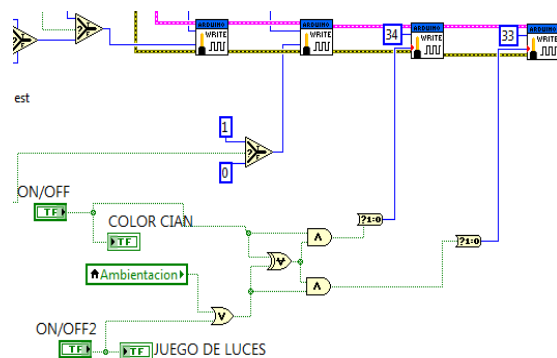 ARDUINO ARDUINO ARDUINO ARDUINO
WRITE WRITE 34 WRITE 33 WRITE
est
1
0
ON/OFF
TF
COLOR CIAN
TF
?1:0
?1:0
Ambientacion
ON/OFF2
TF
TF
JUEGO DE LUCES